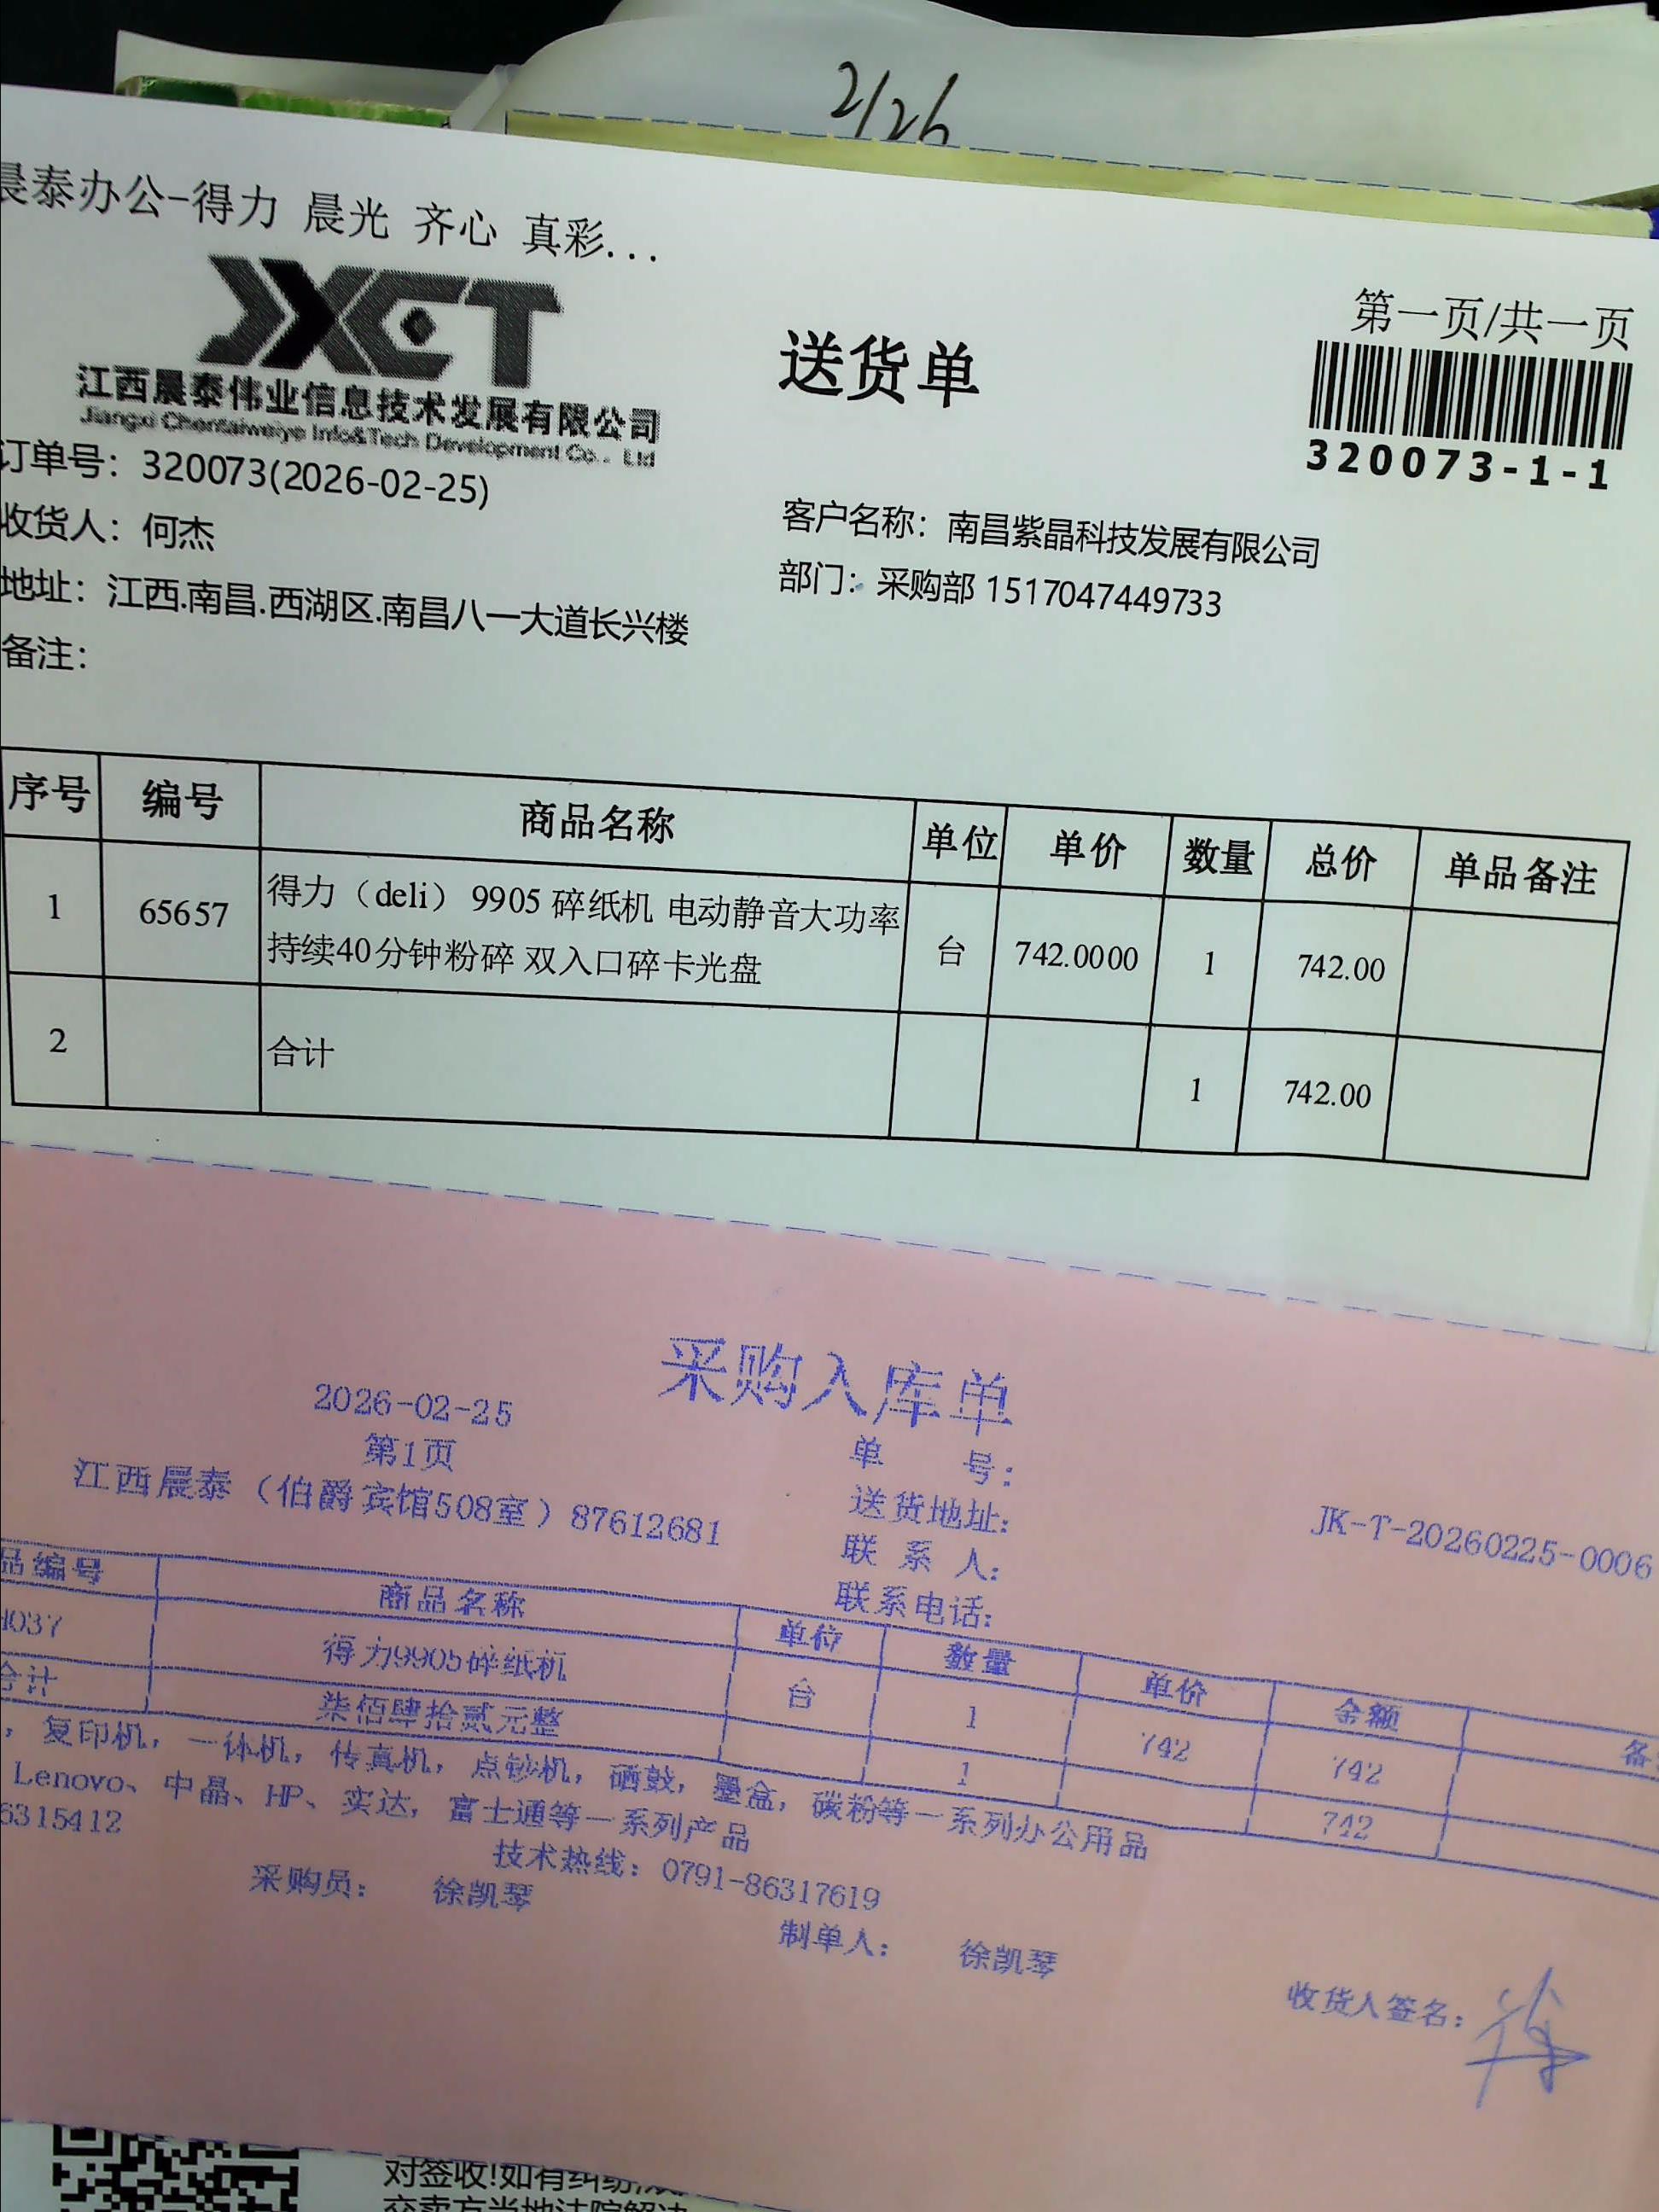 2/26
晨泰办公-得力 晨光 齐心 真彩...
JXCT
江西晨泰伟业信息技术发展有限公司
Jiangxi Chentaiweiye Info&Tech Development Co.. Ltd
送货单
第一页/共一页
320073-1-1
订单号：320073(2026-02-25)
收货人：何杰
客户名称：南昌紫晶科技发展有限公司
地址：江西.南昌.西湖区.南昌八一大道长兴楼
部门：采购部 1517047449733
备注：
序号 编号 商品名称 单位 单价 数量 总价 单品备注
1 65657 得力（deli） 9905 碎纸机 电动静音大功率 台 742.0000 1 742.00
持续40分钟粉碎 双入口碎卡光盘
2 合计 1 742.00
采购入库单
2026-02-25
第1页
单 号： JK-T-20260225-0006
江西晨泰（伯爵宾馆508室）87612681
送货地址：
联 系 人：
联系电话：
品编号 商品名称 单位 数量 单价 金额
4037 得力9905碎纸机 台 1 742 742
合计 柒佰肆拾贰元整 1 742
，复印机，一体机，传真机，点钞机，硒鼓，墨盒，碳粉等一系列办公用品
Lenovo、中晶、HP、实达，富士通等一系列产品
6315412 技术热线：0791-86317619
采购员： 徐凯琴 制单人： 徐凯琴 收货人签名：徐
对签收!如有纠纷